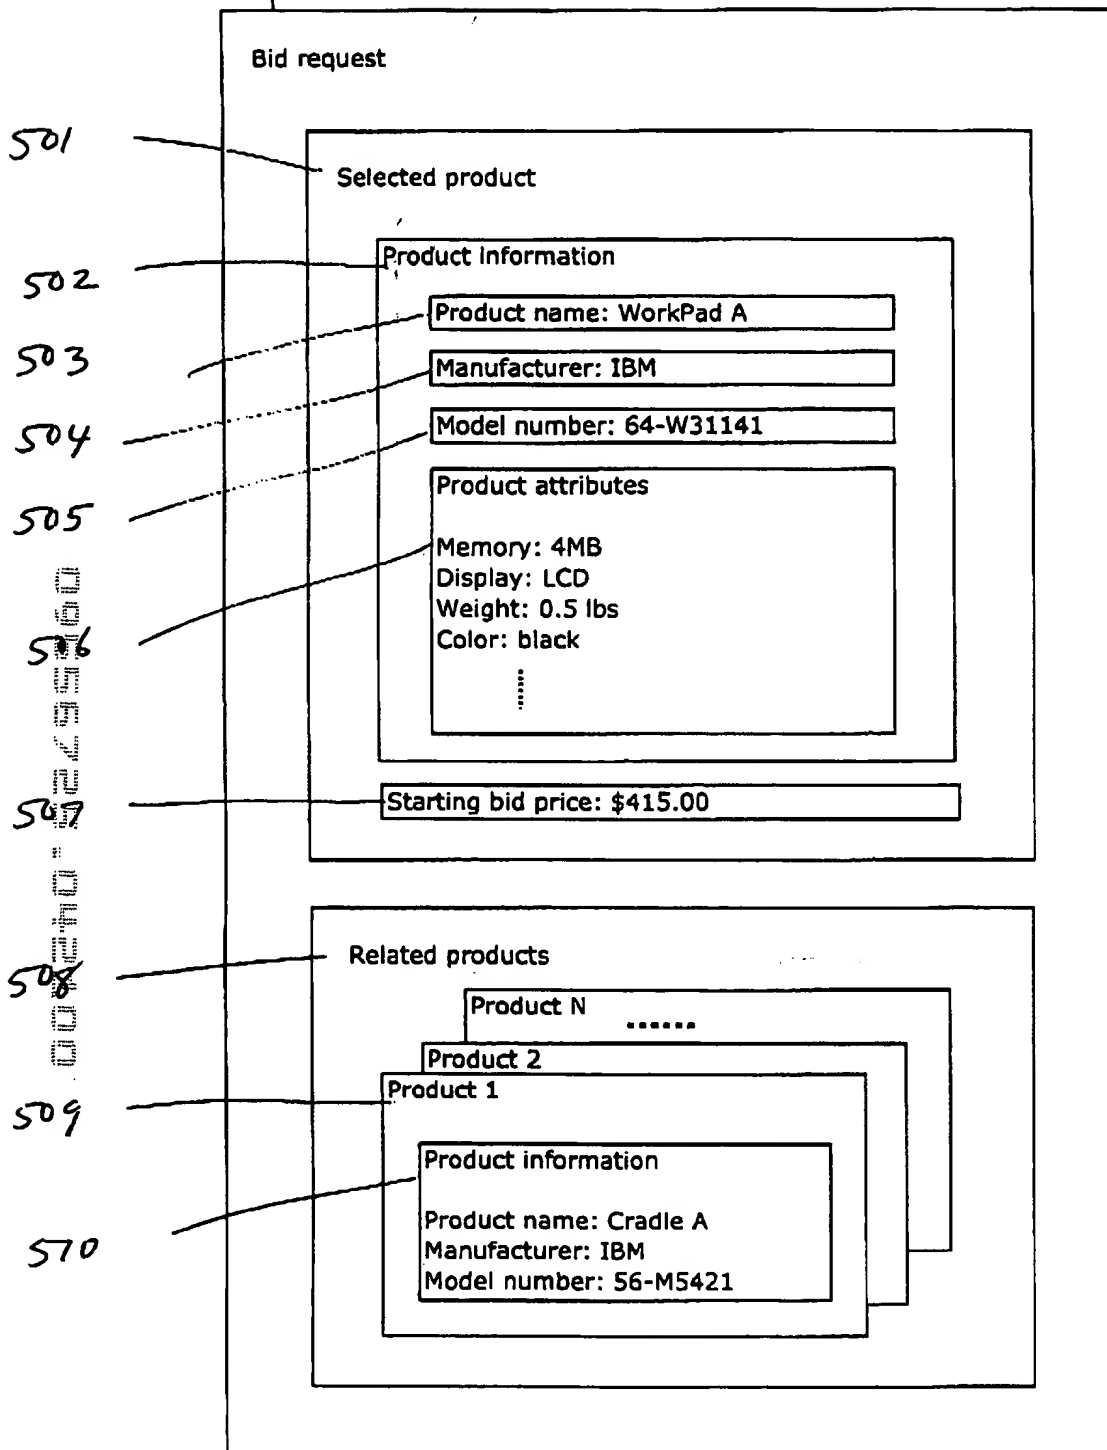 Bid request
501
Selected product
502
Product information
503
Product name: WorkPad A
504
Manufacturer: IBM
505
Model number: 64-W31141
506
Product attributes
Memory: 4MB
Display: LCD
Weight: 0.5 lbs
Color: black
507
Starting bid price: $415.00
508
Related products
Product N
Product 2
509
Product 1
510
Product information
Product name: Cradle A
Manufacturer: IBM
Model number: 56-M5421